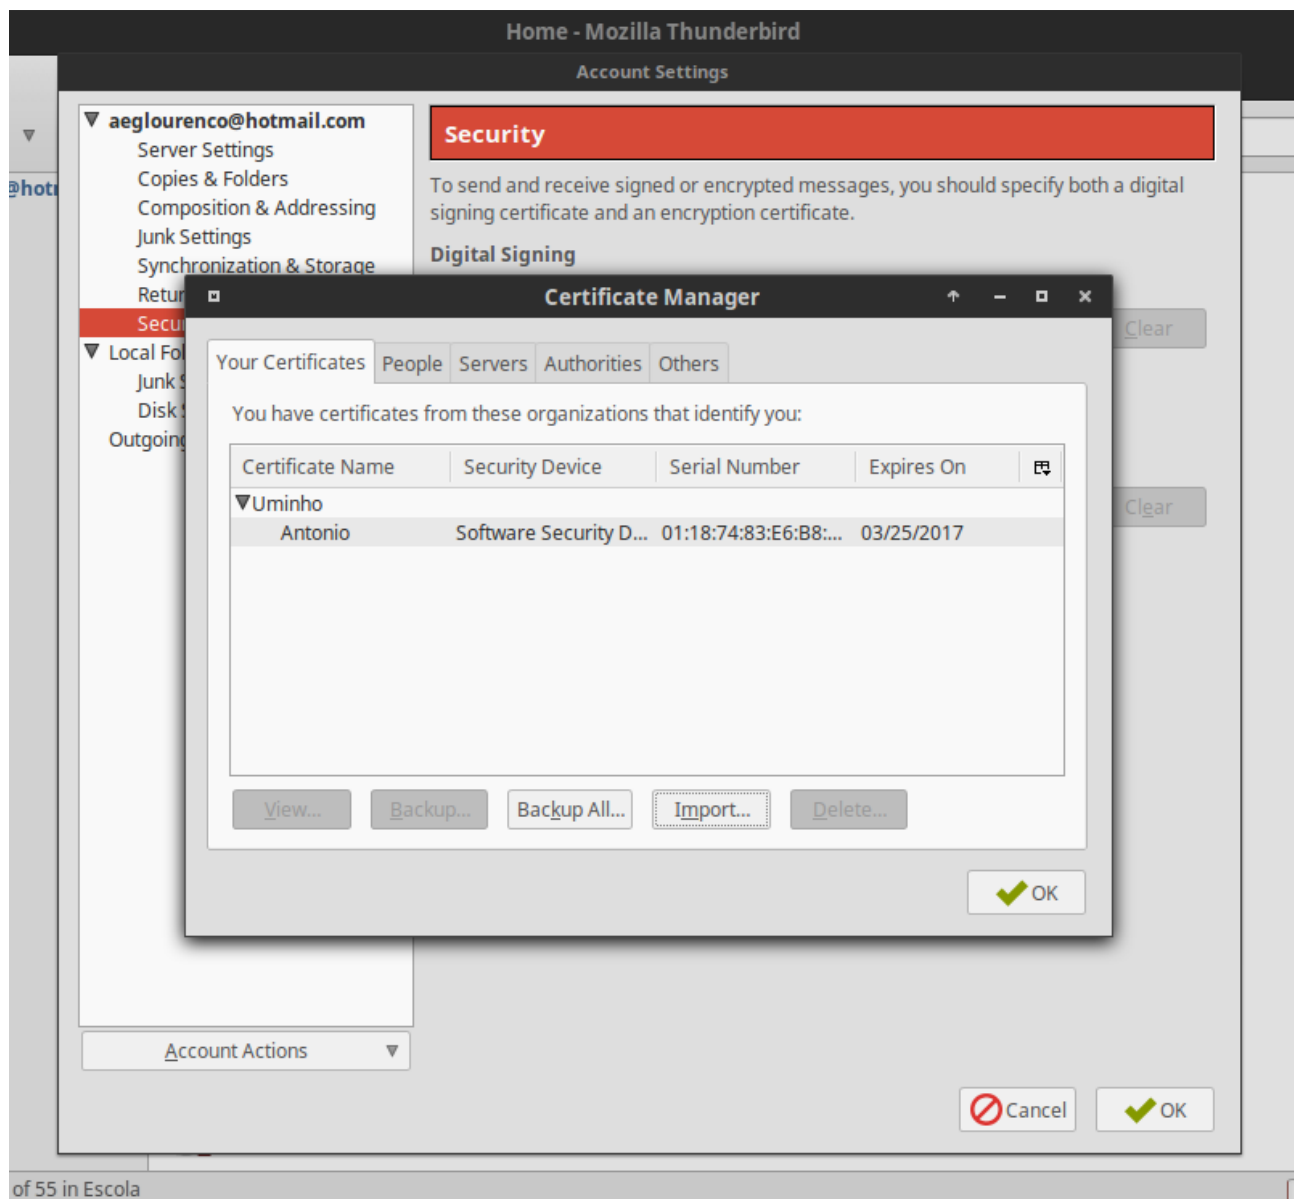 Home - Mozilla Thunderbird
Account Settings
aeglourenco@hotmail.com
Server Settings
Copies & Folders
Composition & Addressing
Junk Settings
Synchronization & Storage
Retur
Secur
Local Fol
Junk S
Disk S
Outgoing
Account Actions
@hotm
Security
To send and receive signed or encrypted messages, you should specify both a digital
signing certificate and an encryption certificate.
Digital Signing
Clear
Clear
Certificate Manager
Your Certificates People Servers Authorities Others
You have certificates from these organizations that identify you:
Certificate Name Security Device Serial Number Expires On
Uminho
Antonio Software Security D... 01:18:74:83:E6:B8:... 03/25/2017
View... Backup... Backup All... Import... Delete...
OK
Cancel OK
of 55 in Escola